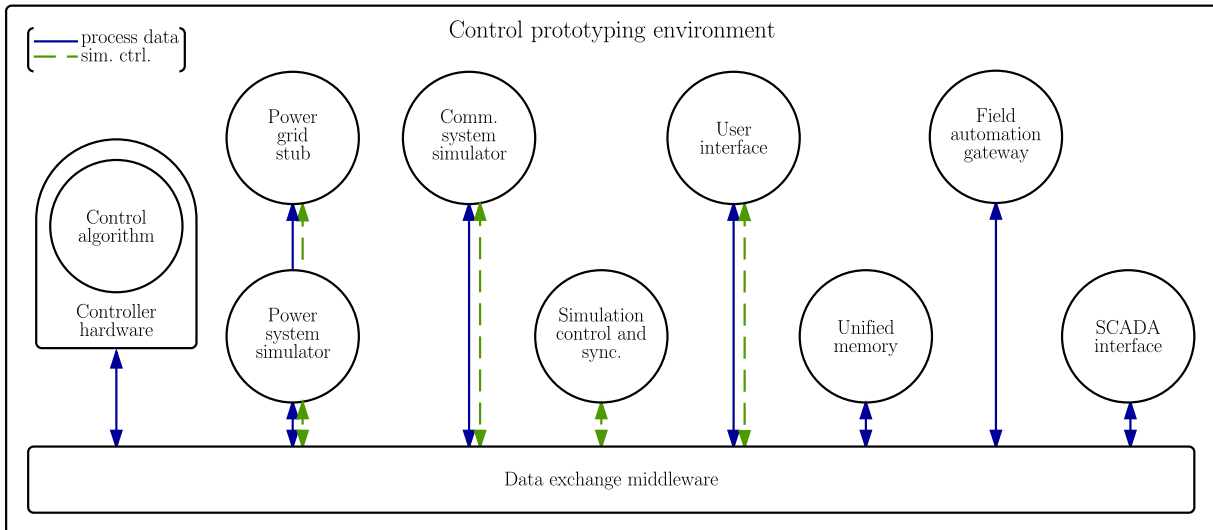 Control prototyping environment
process data
sim. ctrl.
Power
grid
stub
Comm.
system
simulator
User
interface
Field
automation
gateway
Control
algorithm
Controller
hardware
Power
system
simulator
Simulation
control and
sync.
Unified
memory
SCADA
interface
Data exchange middleware